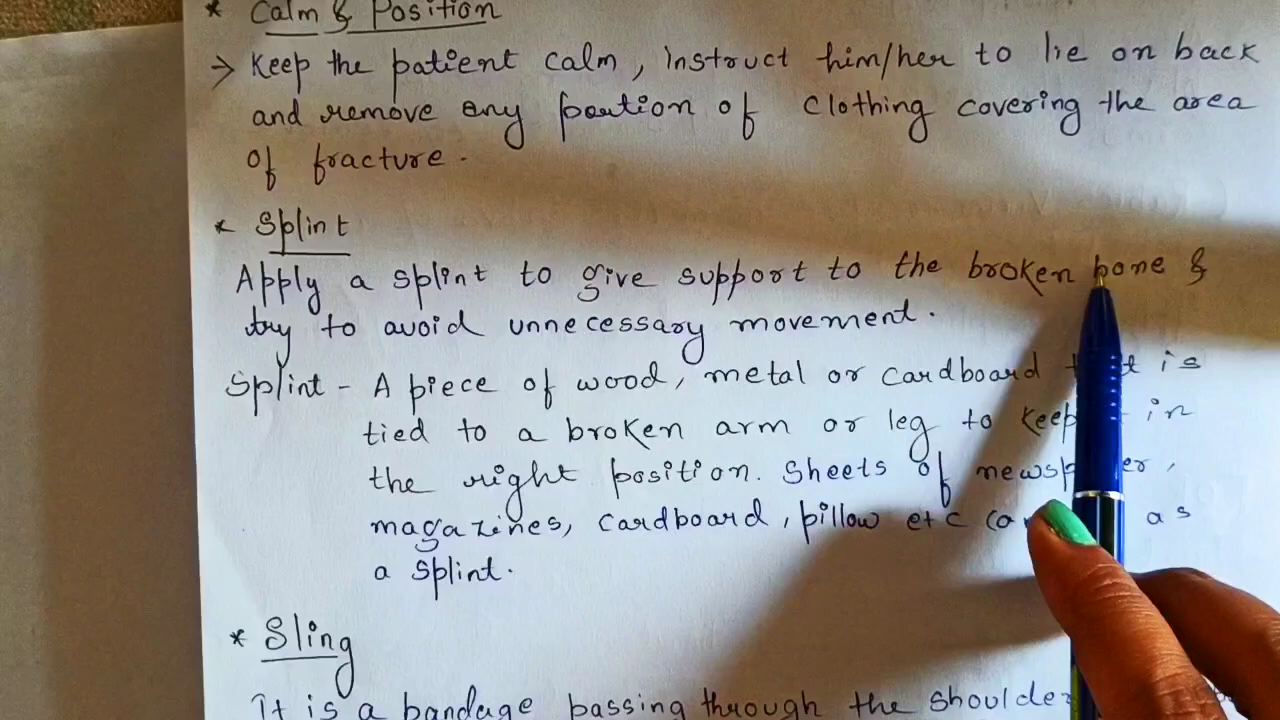 * Calm & Position
→ Keep the patient calm, instruct him/her to lie on back
and remove any portion of clothing covering the area
of fracture.
* Splint
Apply a splint to give support to the broken bone &
try to avoid unnecessary movement.
Splint - A piece of wood, metal or cardboard is
tied to a broken arm or leg to keep in
the right position. Sheets of newspaper,
magazines, cardboard, pillow etc as
a splint.
* Sling
It is a bandage passing through the shoulder